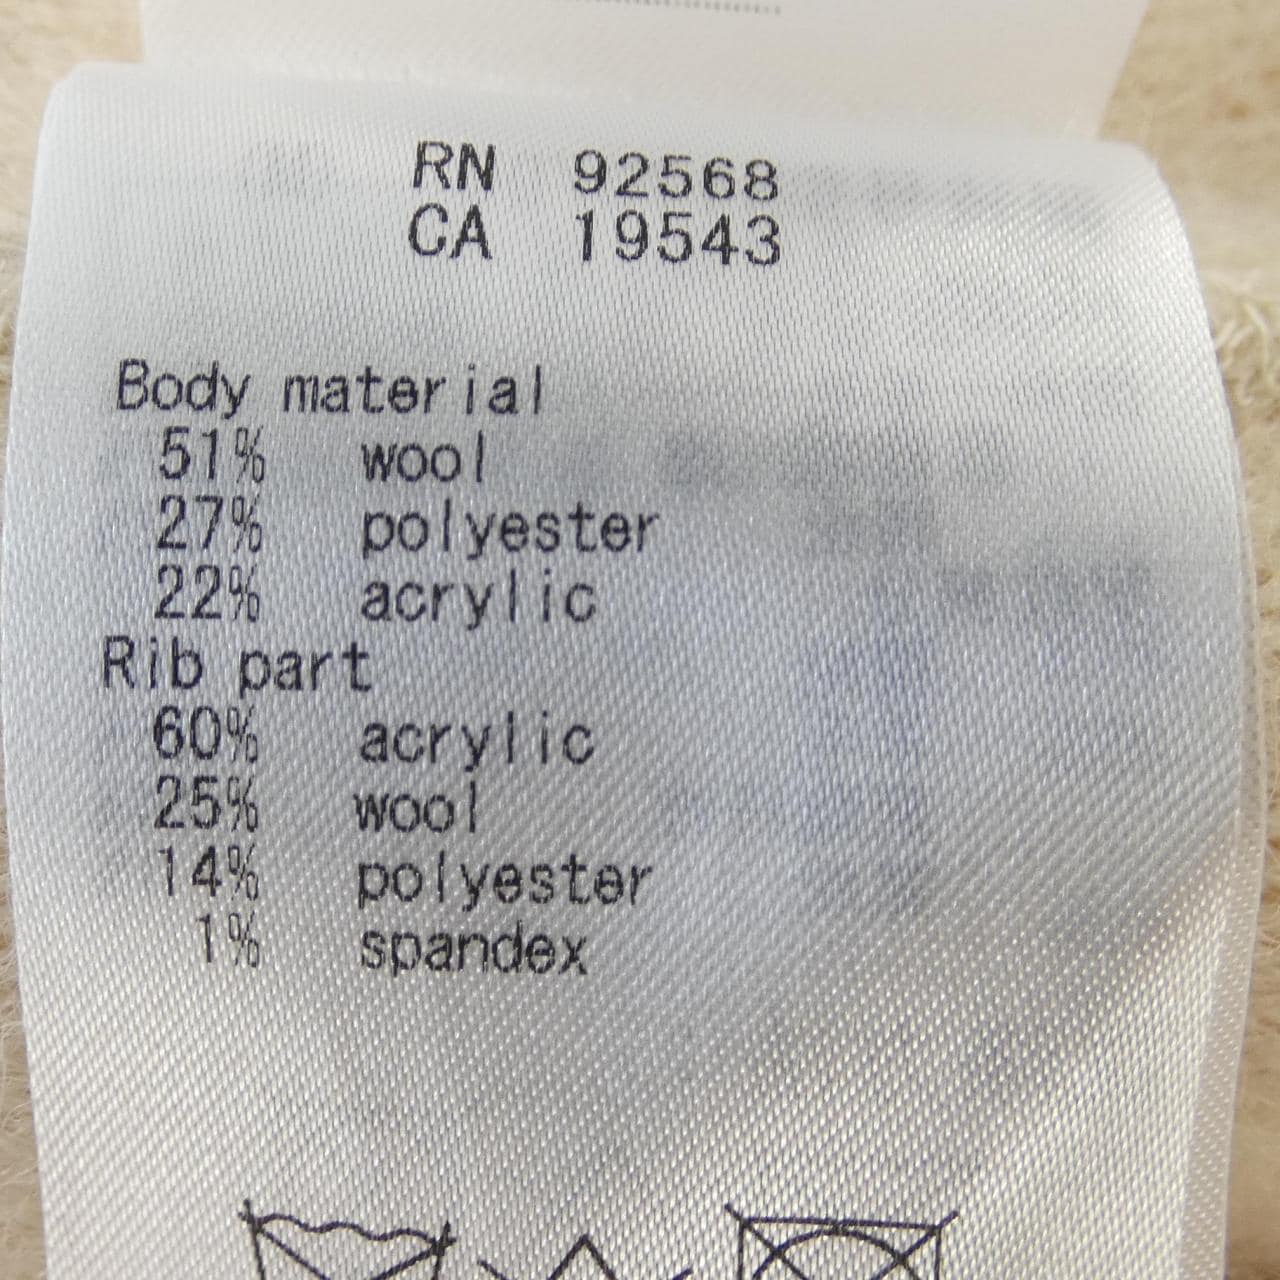 RN 92568
CA 19543
Body material
51% wool
27% polyester
22% acrylic
Rib part
60% acrylic
25% wool
14% polyester
1% spandex